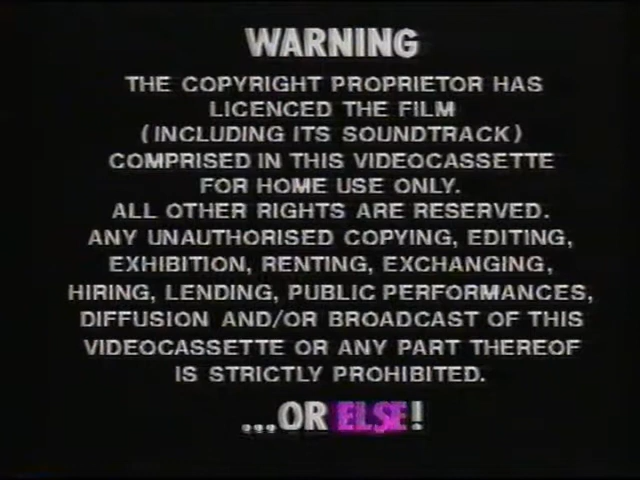 WARNING
THE COPYRIGHT PROPRIETOR HAS
LICENCED THE FILM
(INCLUDING ITS SOUNDTRACK)
COMPRISED IN THIS VIDEOCASSETTE
FOR HOME USE ONLY.
ALL OTHER RIGHTS ARE RESERVED.
ANY UNAUTHORISED COPYING, EDITING,
EXHIBITION, RENTING, EXCHANGING,
HIRING, LENDING, PUBLIC PERFORMANCES,
DIFFUSION AND/OR BROADCAST OF THIS
VIDEOCASSETTE OR ANY PART THEREOF
IS STRICTLY PROHIBITED.
...OR ELSE!